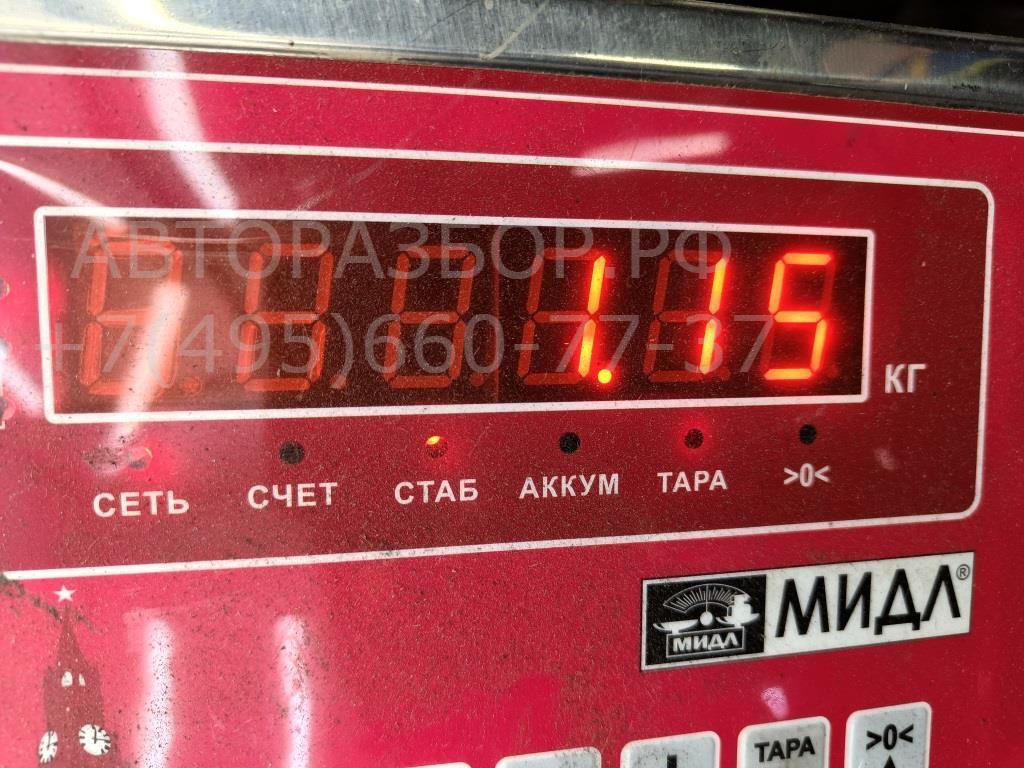 АВТОРАЗБОР.РФ
+7(495)660-77-37
1.15
КГ
СЕТЬ СЧЕТ СТАБ АККУМ ТАРА >0<
МИДЛ МИДЛ®
ТАРА >0<